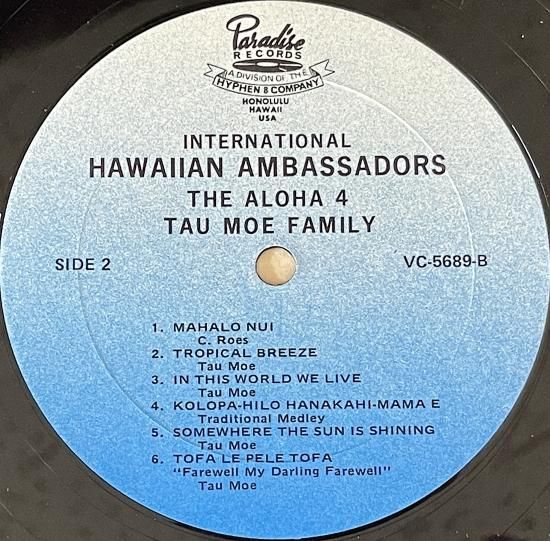 Paradise
RECORDS
A DIVISION OF THE
HYPHEN 8 COMPANY
HONOLULU
HAWAII
USA
INTERNATIONAL
HAWAIIAN AMBASSADORS
THE ALOHA 4
TAU MOE FAMILY
SIDE 2 VC-5689-B
1. MAHALO NUI
C. Roes
2. TROPICAL BREEZE
Tau Moe
3. IN THIS WORLD WE LIVE
Tau Moe
4. KOLOPA-HILO HANAKAHI-MAMA E
Traditional Medley
5. SOMEWHERE THE SUN IS SHINING
Tau Moe
6. TOFA LE PELE TOFA
"Farewell My Darling Farewell"
Tau Moe